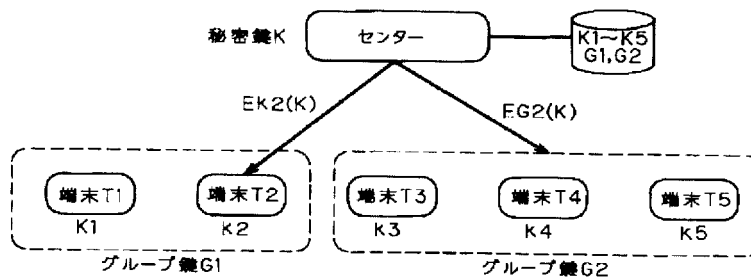 秘密鍵K
センター
K1～K5
G1,G2
EK2(K)
EG2(K)
端末T1
端末T2
端末T3
端末T4
端末T5
K1
K2
K3
K4
K5
グループ鍵G1
グループ鍵G2